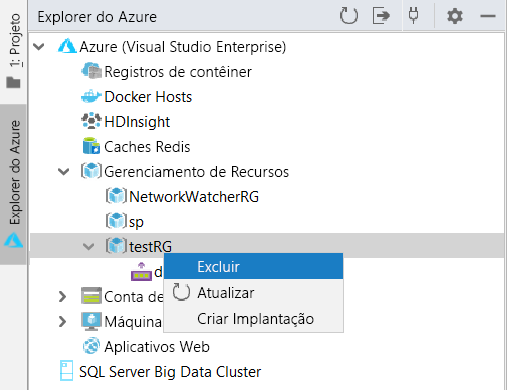 Explorer do Azure
1: Projeto
Explorer do Azure
Azure (Visual Studio Enterprise)
Registros de contêiner
Docker Hosts
HDInsight
Caches Redis
Gerenciamento de Recursos
NetworkWatcherRG
sp
testRG
d
Excluir
Conta de
Atualizar
Máquina
Criar Implantação
Aplicativos Web
SQL Server Big Data Cluster